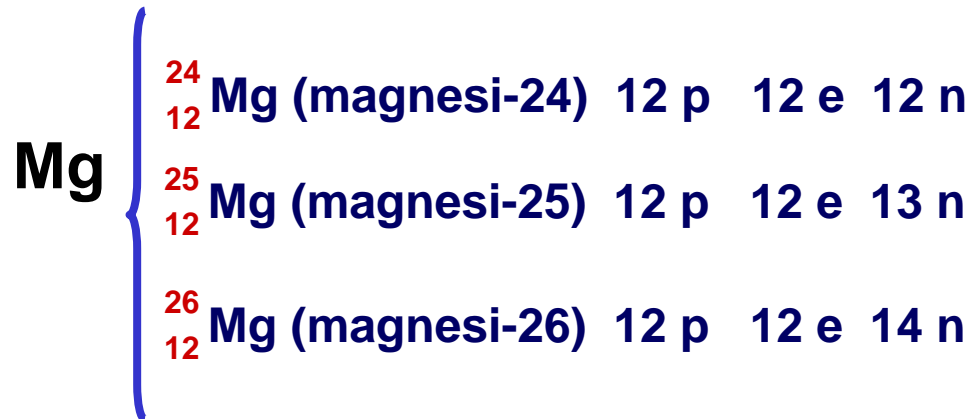 Mg
24
12 Mg (magnesi-24) 12 p 12 e 12 n
25
12 Mg (magnesi-25) 12 p 12 e 13 n
26
12 Mg (magnesi-26) 12 p 12 e 14 n